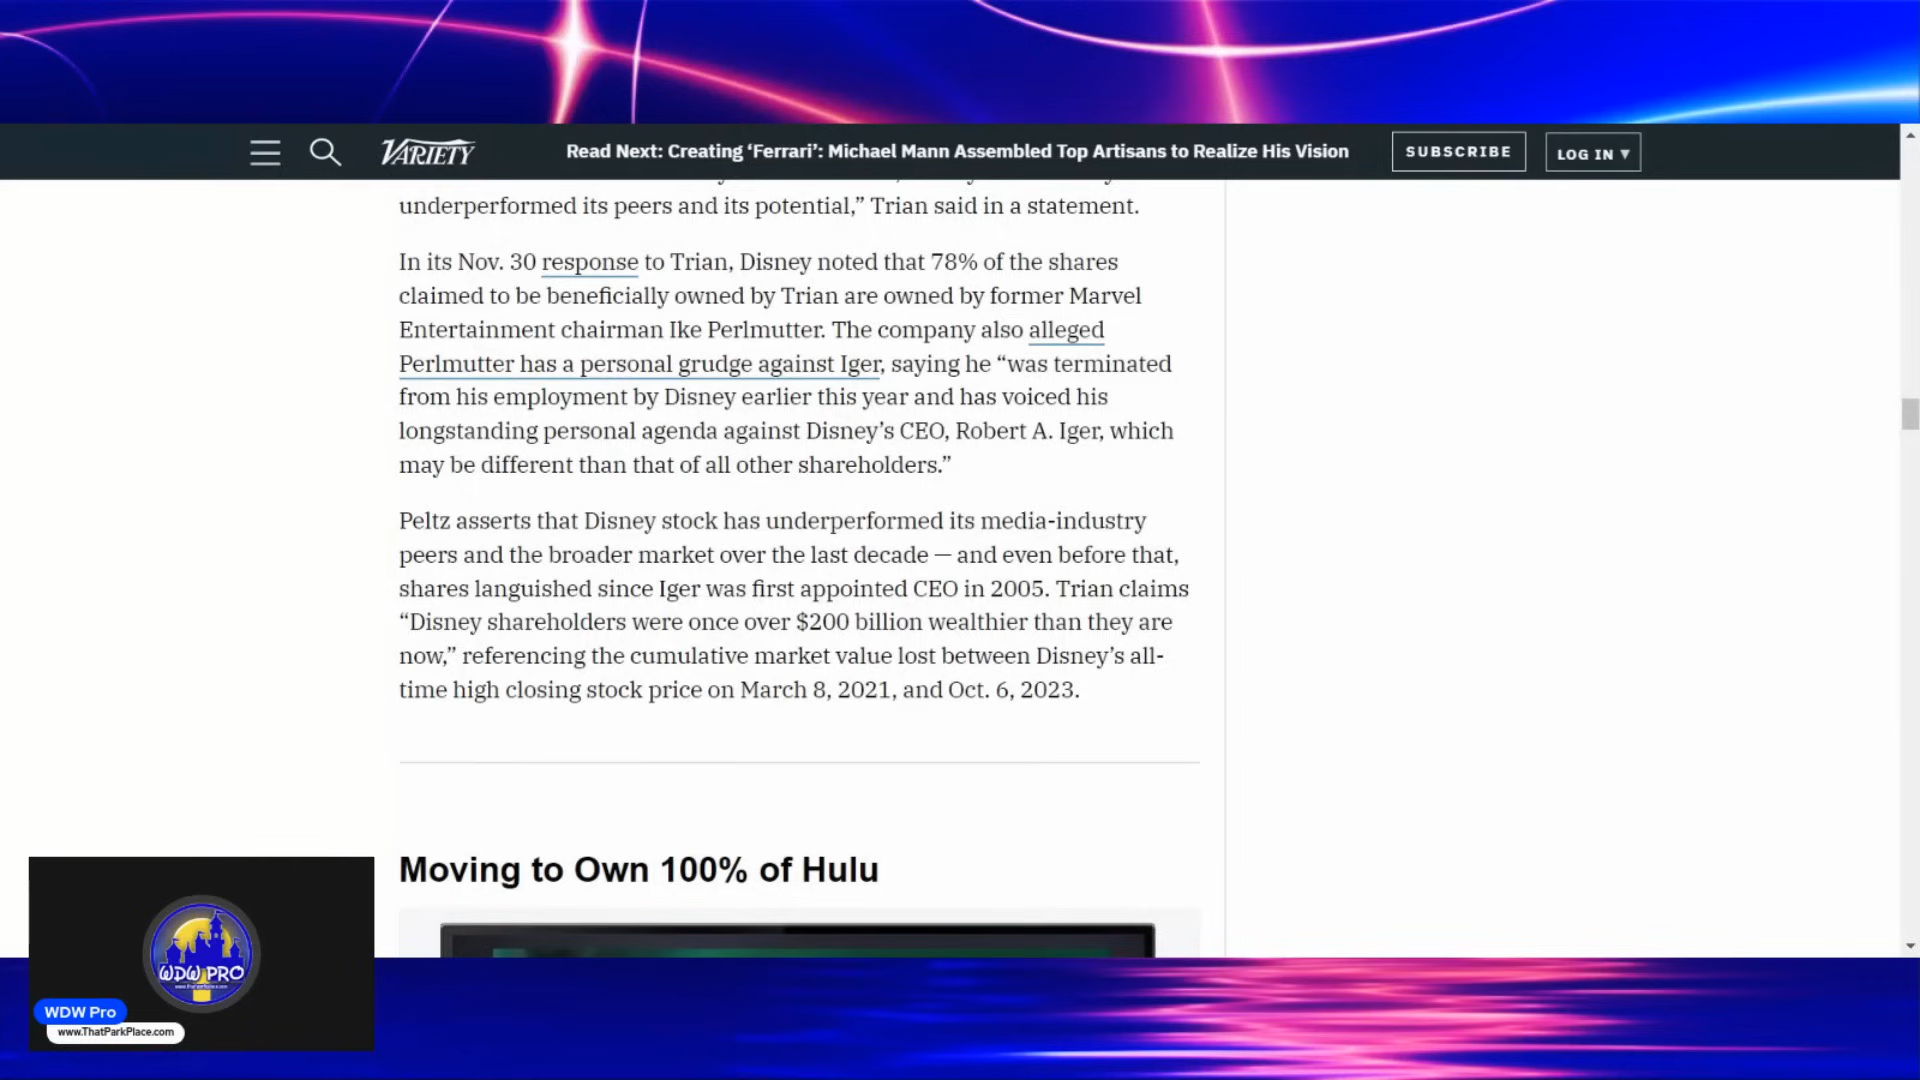 VARIETY
Read Next: Creating ‘Ferrari’: Michael Mann Assembled Top Artisans to Realize His Vision
SUBSCRIBE
LOG IN ▼
underperformed its peers and its potential,” Trian said in a statement.
In its Nov. 30 response to Trian, Disney noted that 78% of the shares
claimed to be beneficially owned by Trian are owned by former Marvel
Entertainment chairman Ike Perlmutter. The company also alleged
Perlmutter has a personal grudge against Iger, saying he “was terminated
from his employment by Disney earlier this year and has voiced his
longstanding personal agenda against Disney’s CEO, Robert A. Iger, which
may be different than that of all other shareholders.”
Peltz asserts that Disney stock has underperformed its media-industry
peers and the broader market over the last decade — and even before that,
shares languished since Iger was first appointed CEO in 2005. Trian claims
“Disney shareholders were once over $200 billion wealthier than they are
now,” referencing the cumulative market value lost between Disney’s all-
time high closing stock price on March 8, 2021, and Oct. 6, 2023.
Moving to Own 100% of Hulu
WDW PRO
WDW Pro
www.ThatParkPlace.com